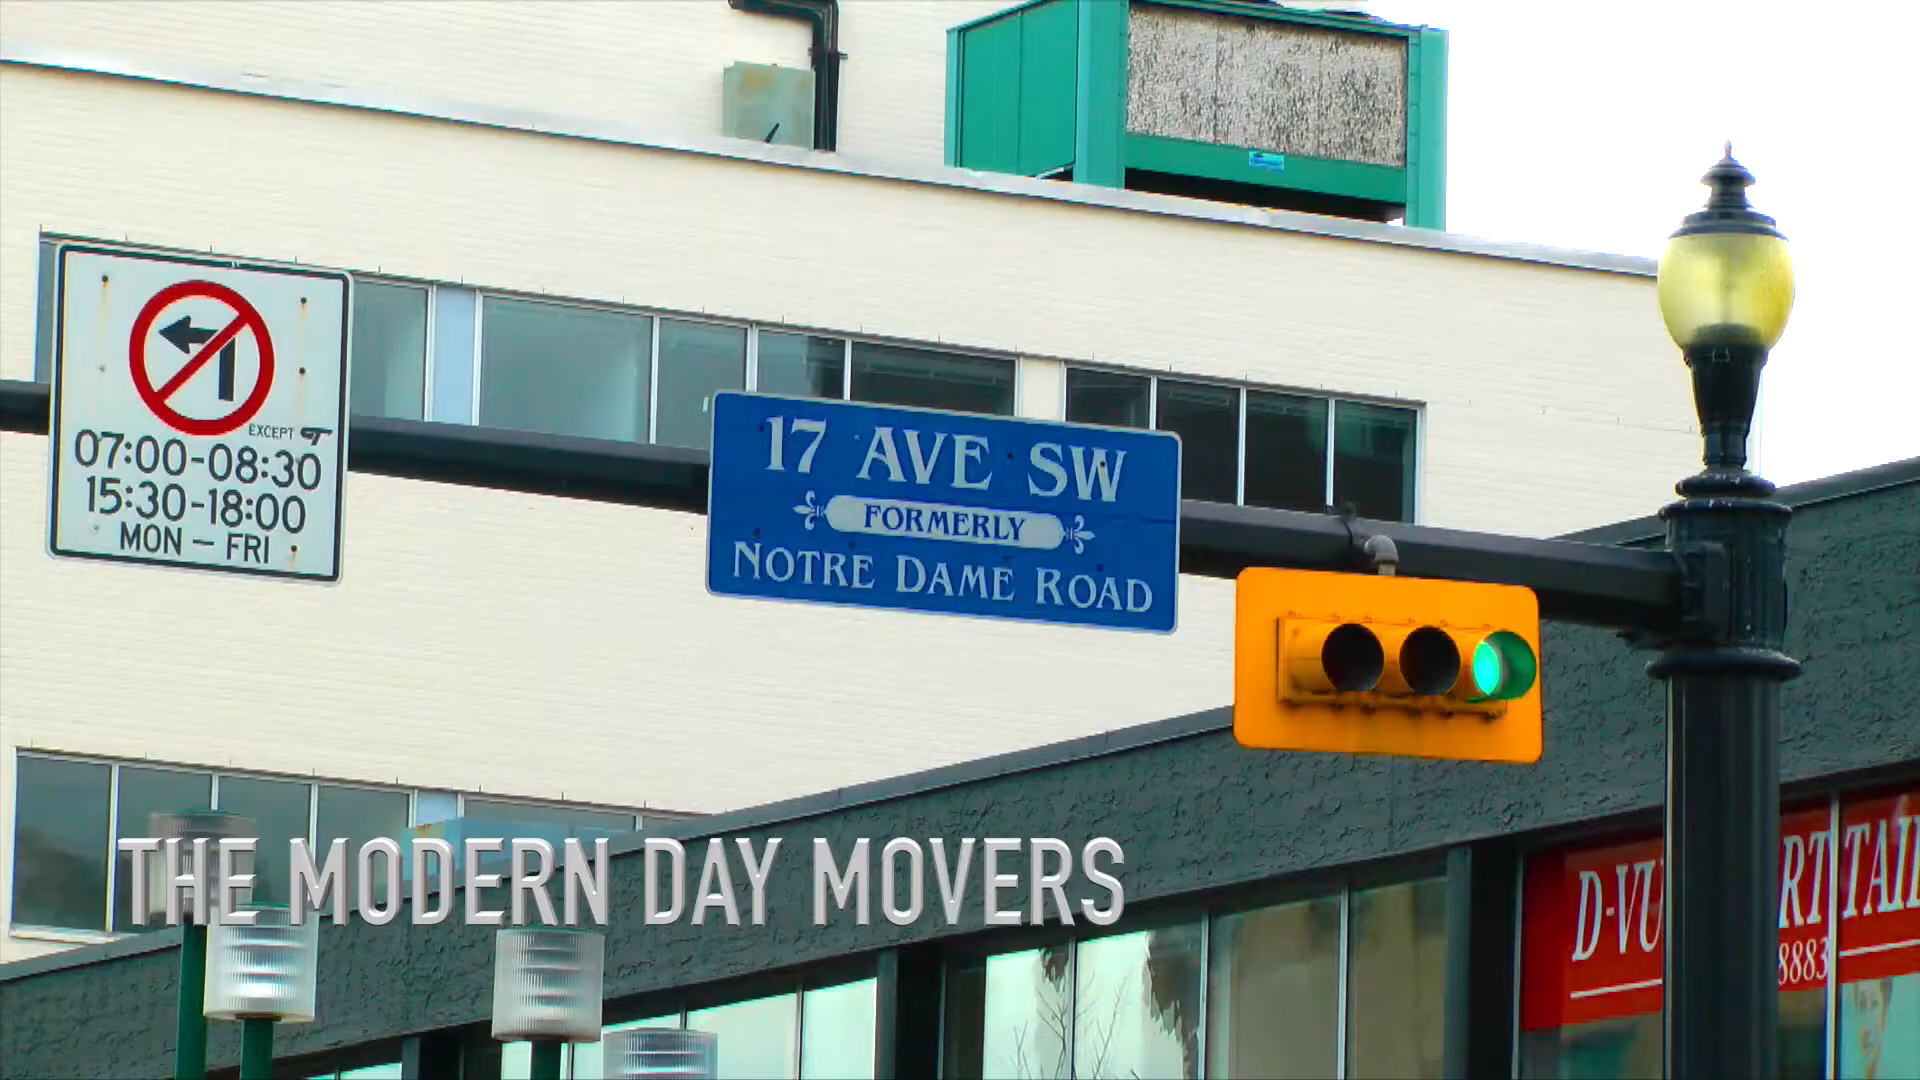 EXCEPT
07:00-08:30
15:30-18:00
MON – FRI
17 AVE SW
FORMERLY
NOTRE DAME ROAD
THE MODERN DAY MOVERS
8883